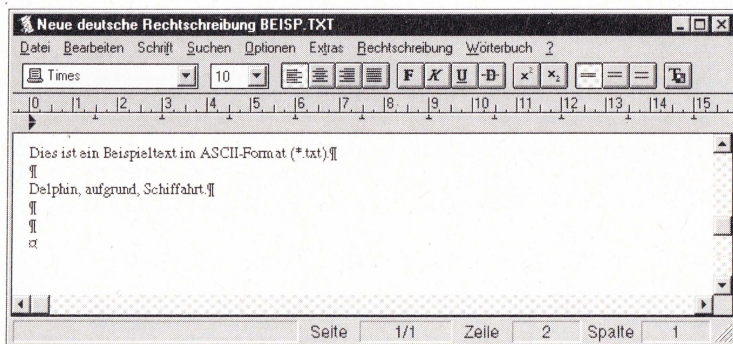 Neue deutsche Rechtschreibung BEISP.TXT
Datei Bearbeiten Schrift Suchen Optionen Extras Rechtschreibung Wörterbuch ?
Times 10 F K U -D- x² x₂
0 1 2 3 4 5 6 7 8 9 10 11 12 13 14 15
Dies ist ein Beispieltext im ASCII-Format (*.txt).¶
¶
Delphin, aufgrund, Schiffahrt.¶
¶
¶
¤
Seite 1/1 Zeile 2 Spalte 1